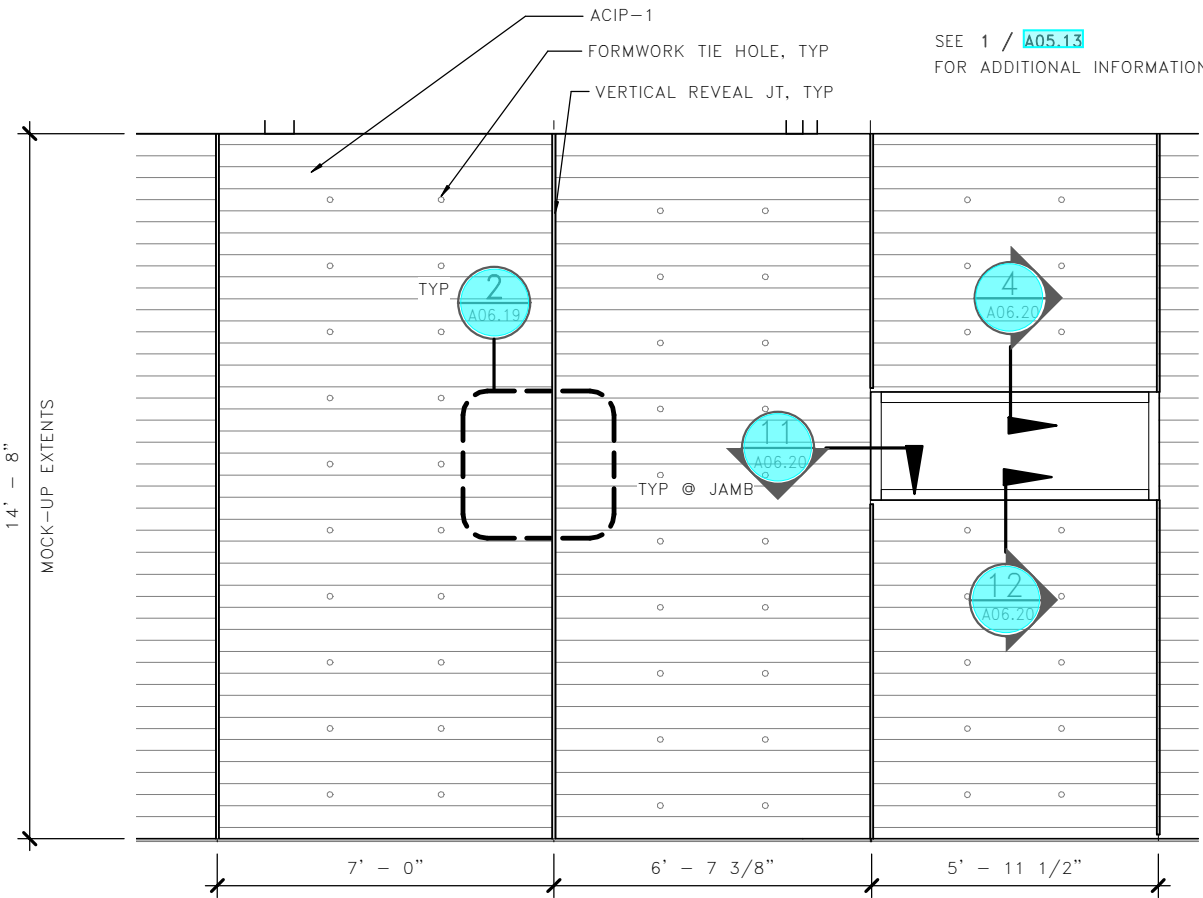 ACIP-1
FORMWORK TIE HOLE, TYP
VERTICAL REVEAL JT, TYP
SEE 1 / A05.13
FOR ADDITIONAL INFORMATION
TYP
2
A06.19
4
A06.20
11
A06.20
TYP @ JAMB
12
A06.20
14' - 8"
MOCK-UP EXTENTS
7' - 0"
6' - 7 3/8"
5' - 11 1/2"